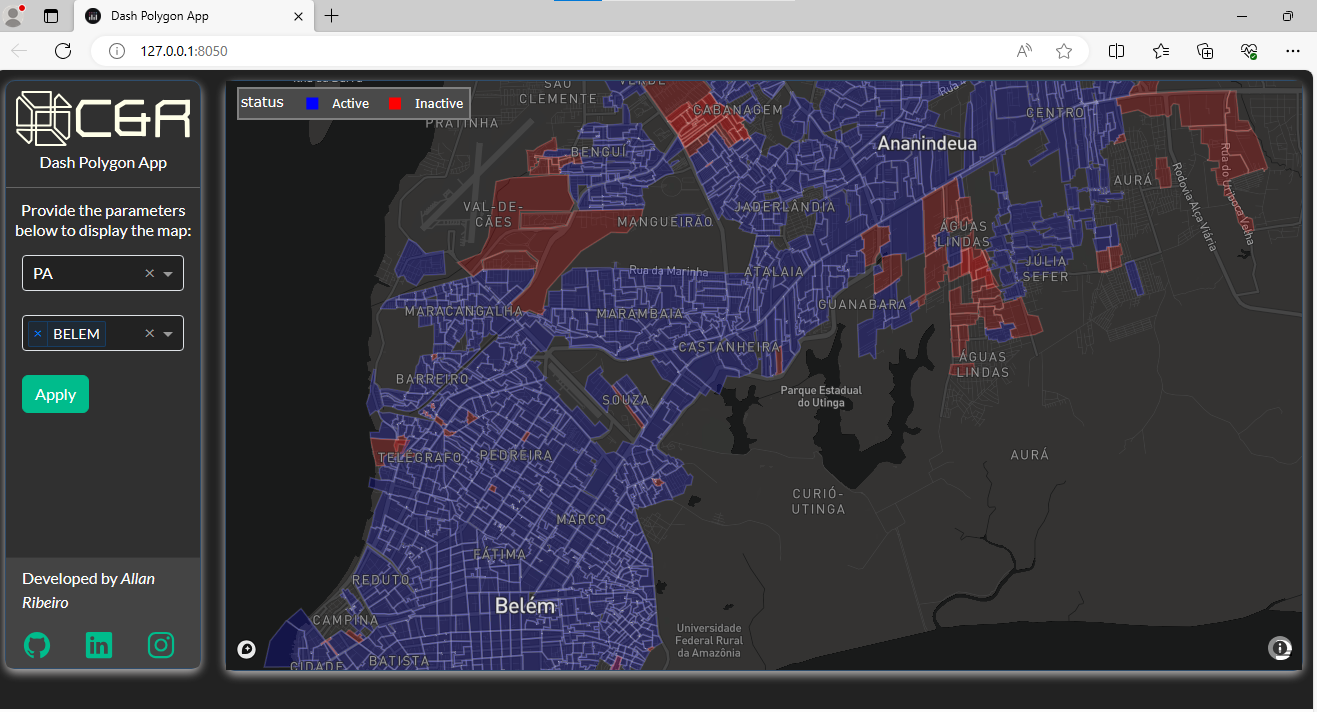 Dash Polygon App
127.0.0.1:8050
C&R
Dash Polygon App
Provide the parameters
below to display the map:
PA
× BELEM
Apply
Developed by Allan
Ribeiro
status Active Inactive
SÃO
CLEMENTE
PRATINHA
VERDE
CABANAGEM
CENTRO
Ananindeua
BENGUÍ
AURÁ
Rodovia Alça Viária
Rua do Uriboca Velha
VAL-DE-
CÃES
MANGUEIRÃO
JADERLÂNDIA
ÁGUAS
LINDAS
JÚLIA
SEFER
Rua da Marinha
ATALAIA
MARACANGALHA
MARAMBAIA
GUANABARA
CASTANHEIRA
ÁGUAS
LINDAS
BARREIRO
SOUZA
Parque Estadual
do Utinga
TELÉGRAFO
PEDREIRA
AURÁ
CURIÓ-
UTINGA
MARCO
FÁTIMA
REDUTO
Belém
CAMPINA
Universidade
Federal Rural
da Amazônia
CIDADE
BATISTA